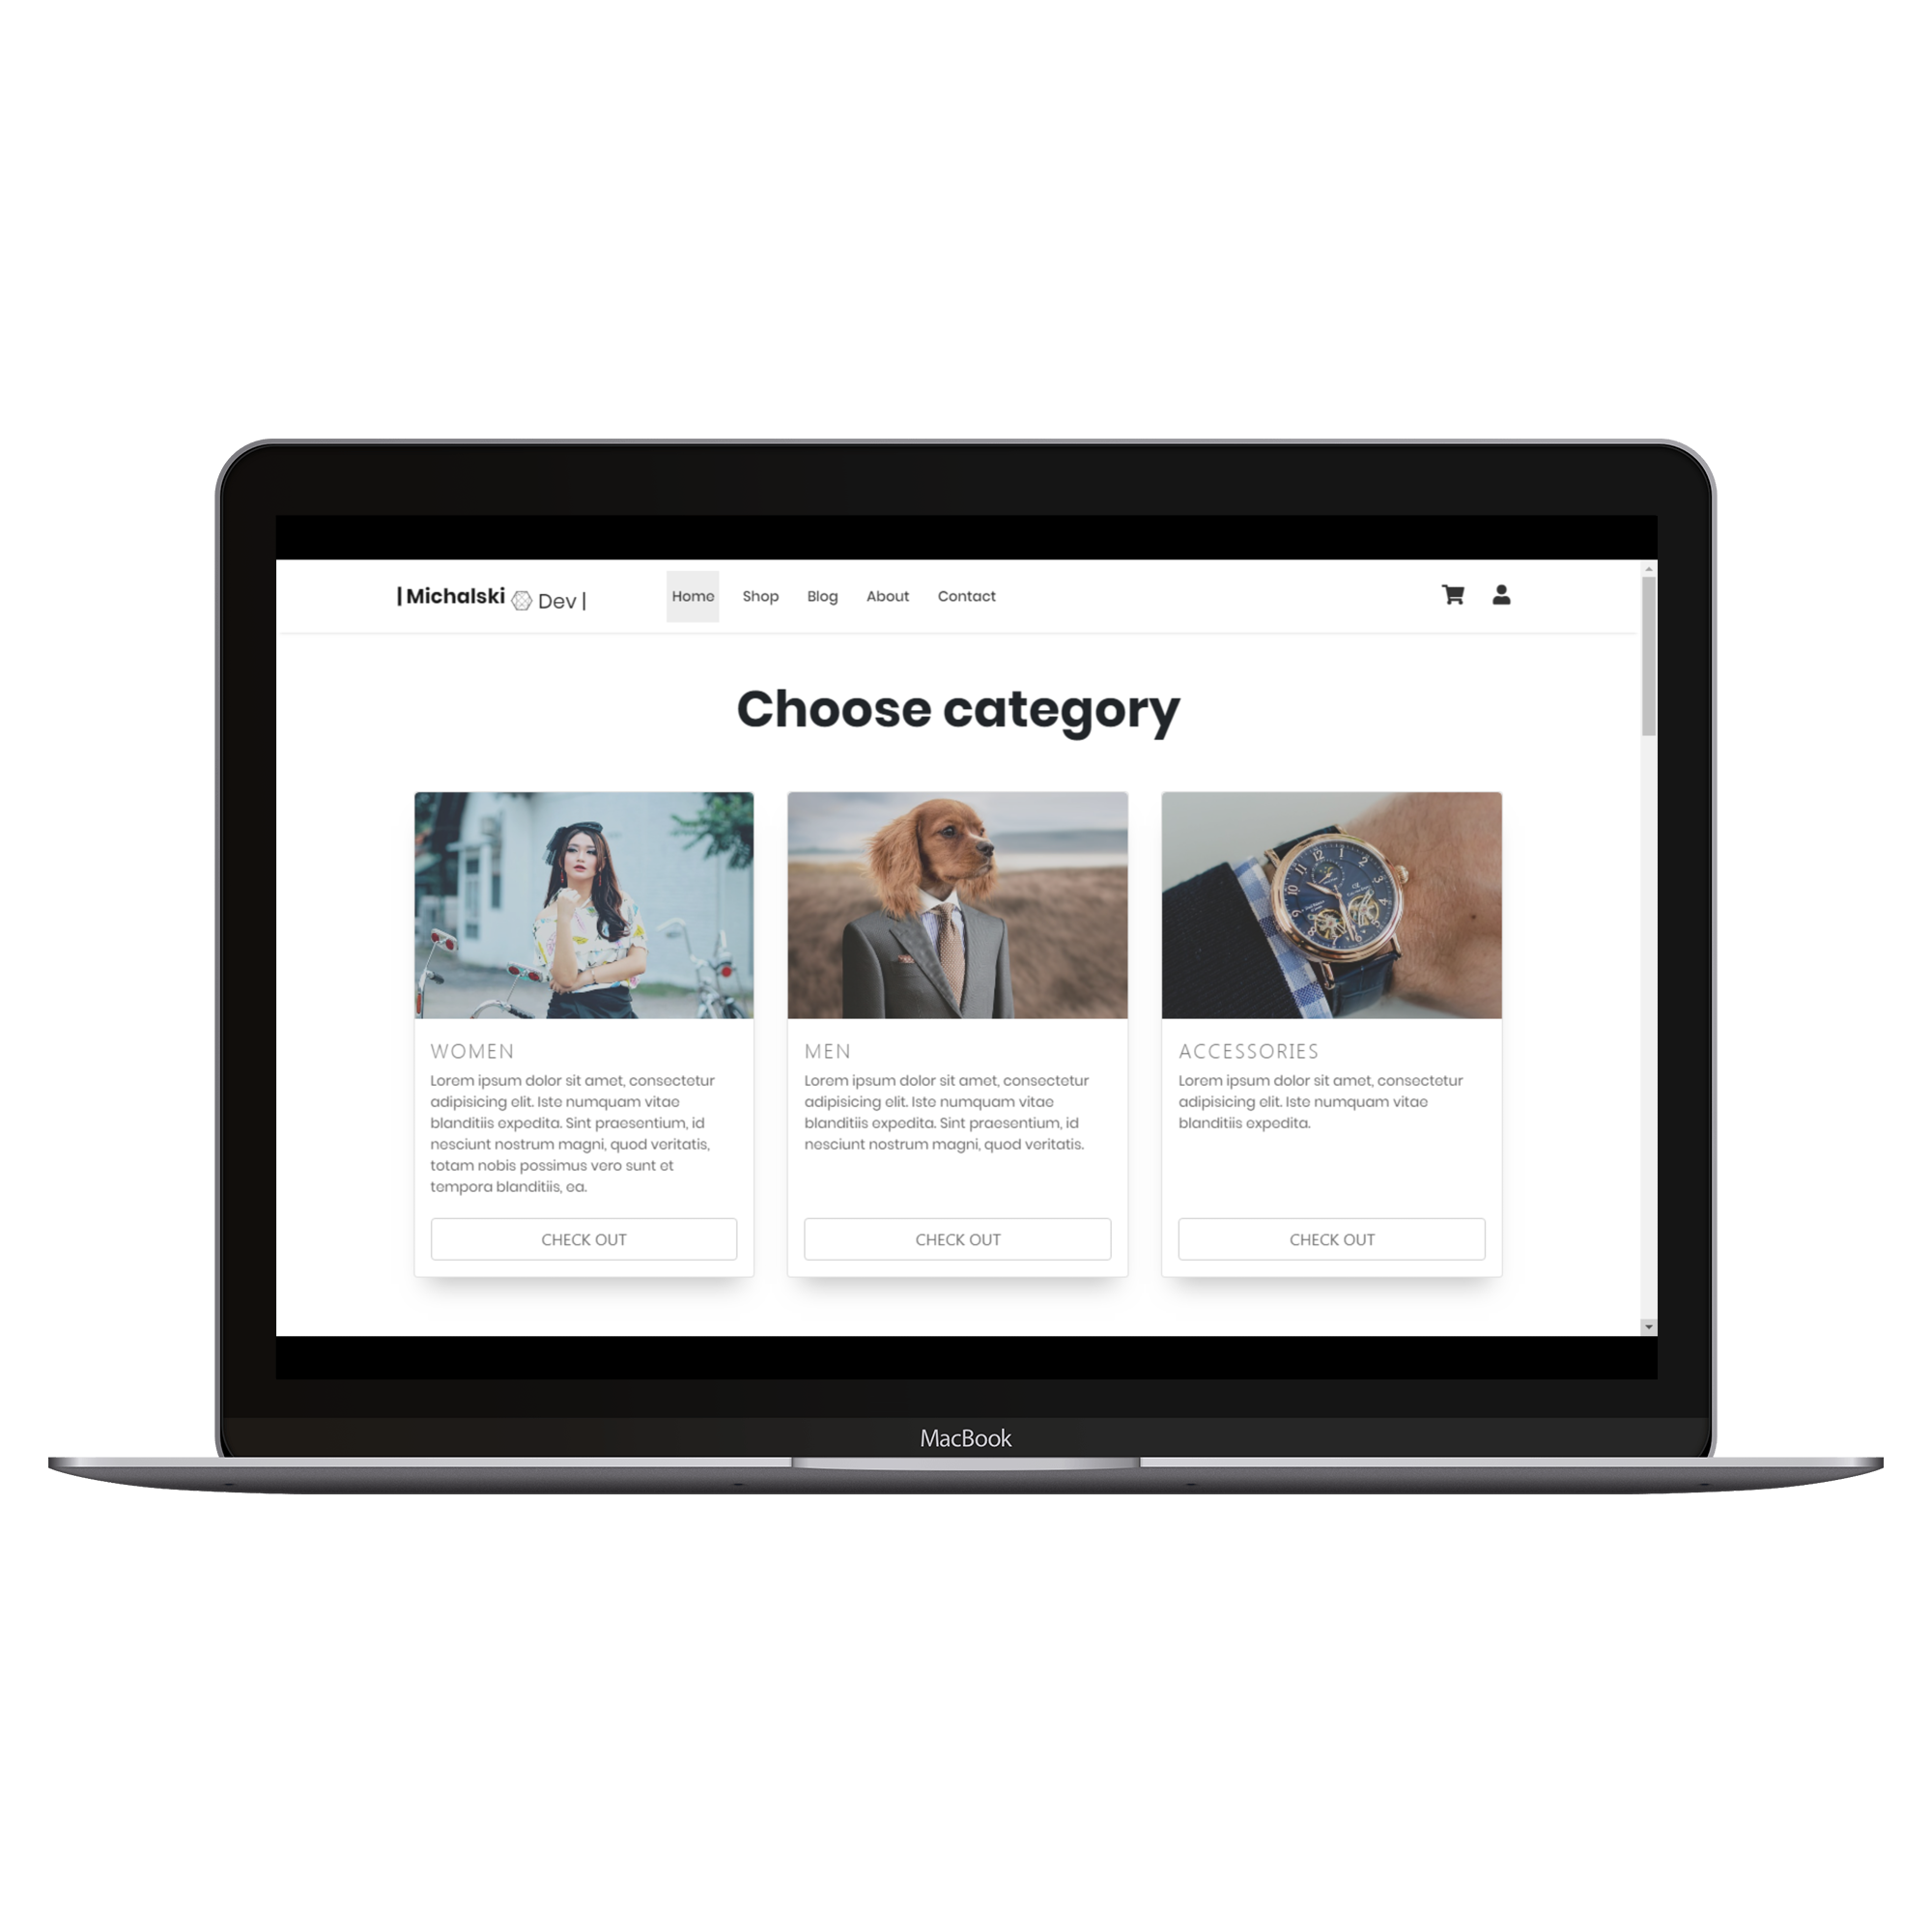 | Michalski Dev |
Home Shop Blog About Contact
Choose category
WOMEN
Lorem ipsum dolor sit amet, consectetur
adipisicing elit. Iste numquam vitae
blanditiis expedita. Sint praesentium, id
nesciunt nostrum magni, quod veritatis,
totam nobis possimus vero sunt et
tempora blanditiis, ea.
CHECK OUT
MEN
Lorem ipsum dolor sit amet, consectetur
adipisicing elit. Iste numquam vitae
blanditiis expedita. Sint praesentium, id
nesciunt nostrum magni, quod veritatis.
CHECK OUT
ACCESSORIES
Lorem ipsum dolor sit amet, consectetur
adipisicing elit. Iste numquam vitae
blanditiis expedita.
CHECK OUT
MacBook